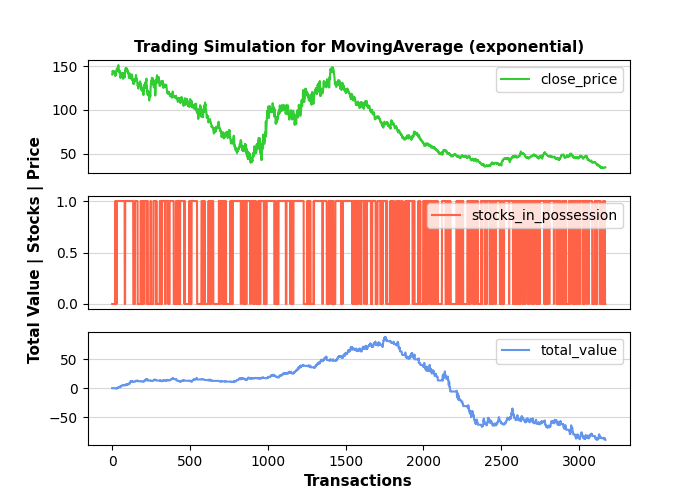 Trading Simulation for MovingAverage (exponential)
150
100
50
close_price
1.0
0.5
0.0
stocks_in_possession
50
0
−50
total_value
Total Value | Stocks | Price
0 500 1000 1500 2000 2500 3000
Transactions